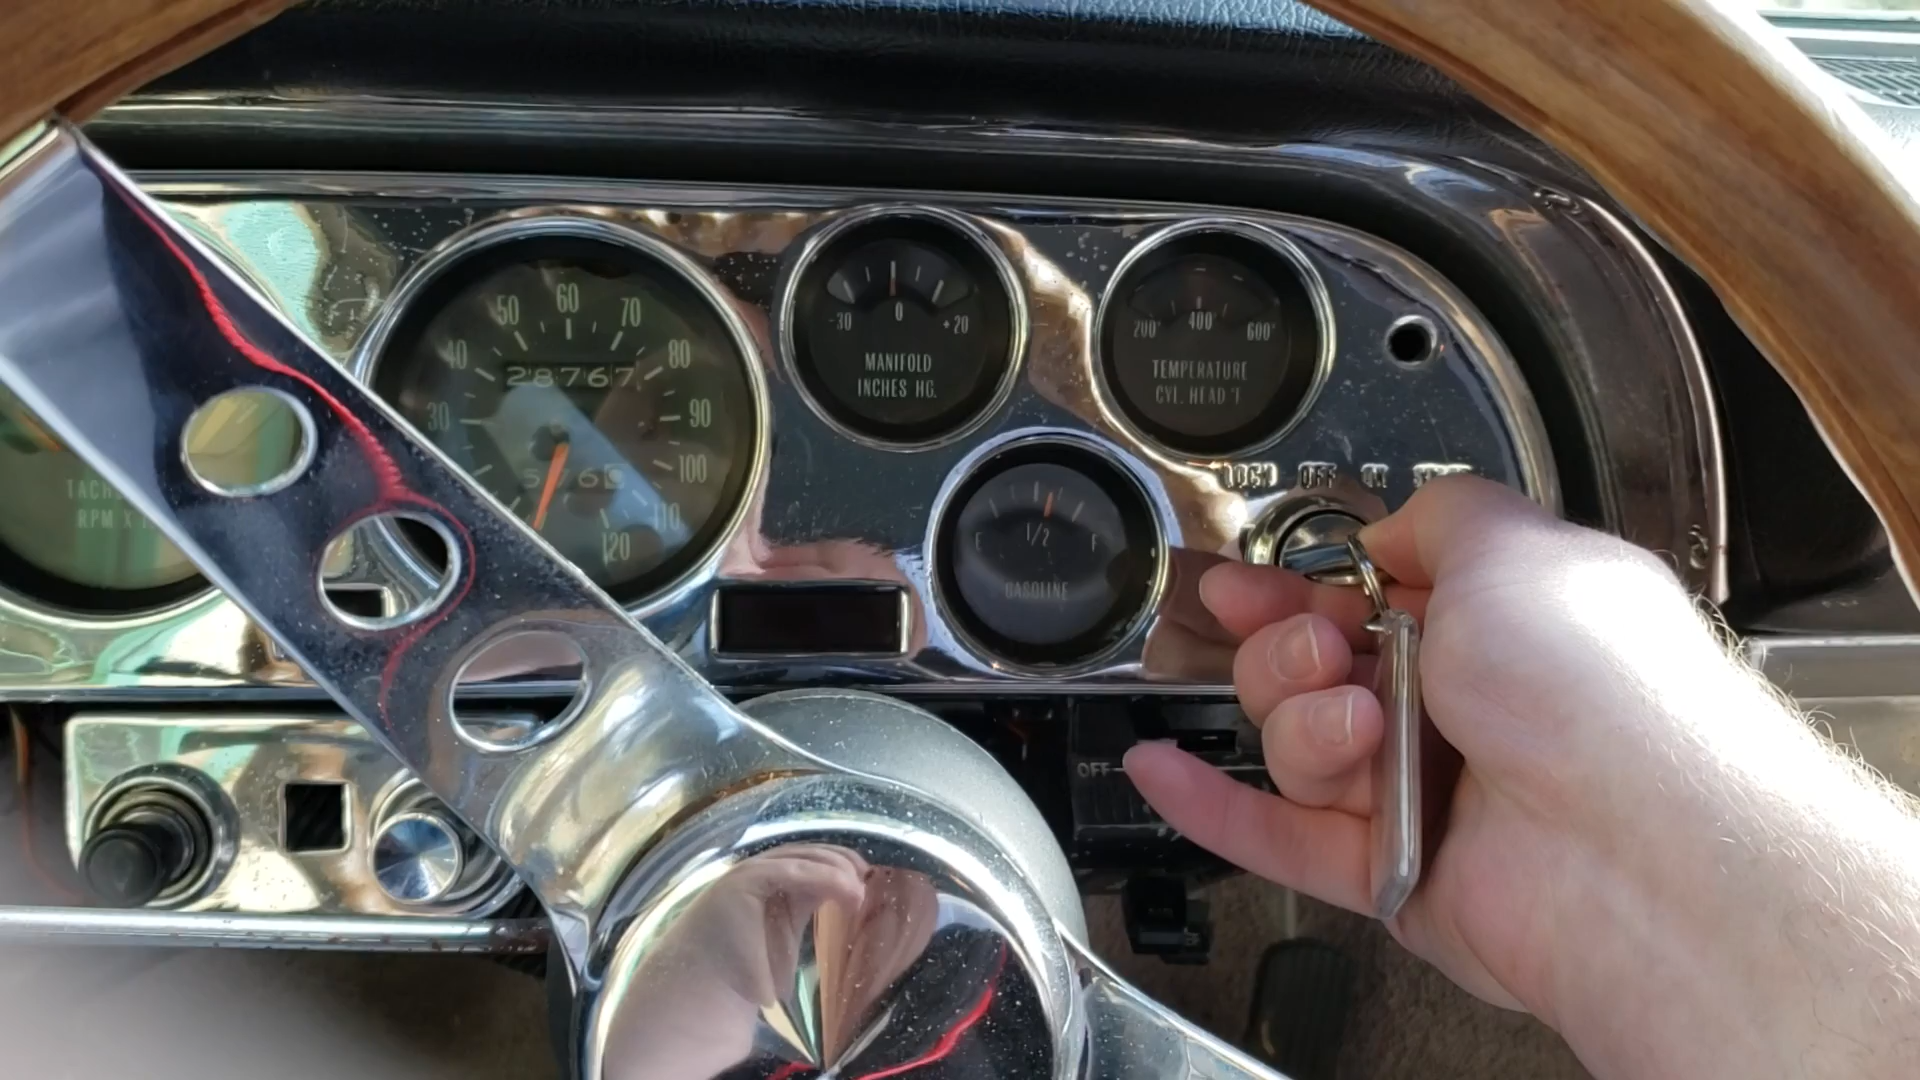 50 60 70
40 80
28767
30 90
100
110
120
-30 0 +20
MANIFOLD
INCHES HG.
200° 400° 600°
TEMPERATURE
CYL. HEAD °F
E 1/2 F
GASOLINE
LOCK OFF ON
RPM X
OFF